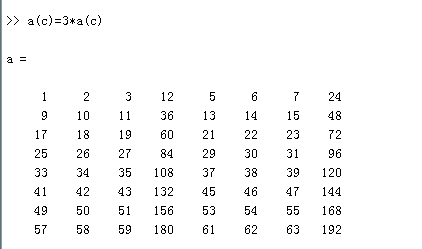 >> a(c)=3*a(c)
a =
1 2 3 12 5 6 7 24
9 10 11 36 13 14 15 48
17 18 19 60 21 22 23 72
25 26 27 84 29 30 31 96
33 34 35 108 37 38 39 120
41 42 43 132 45 46 47 144
49 50 51 156 53 54 55 168
57 58 59 180 61 62 63 192